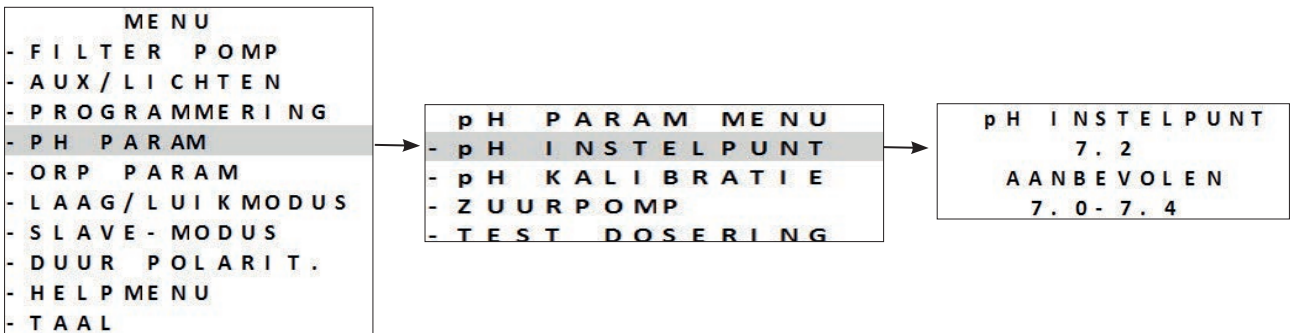 MENU
- FILTER POMP
- AUX/LICHTEN
- PROGRAMMERING
- PH PARAM
- ORP PARAM
- LAAG/LUIKMODUS
- SLAVE-MODUS
- DUUR POLARIT.
- HELPMENU
- TAAL
pH PARAM MENU
- pH INSTELPUNT
- pH KALIBRATIE
- ZUURPOMP
- TEST DOSERING
pH INSTELPUNT
7.2
AANBEVOLEN
7.0-7.4